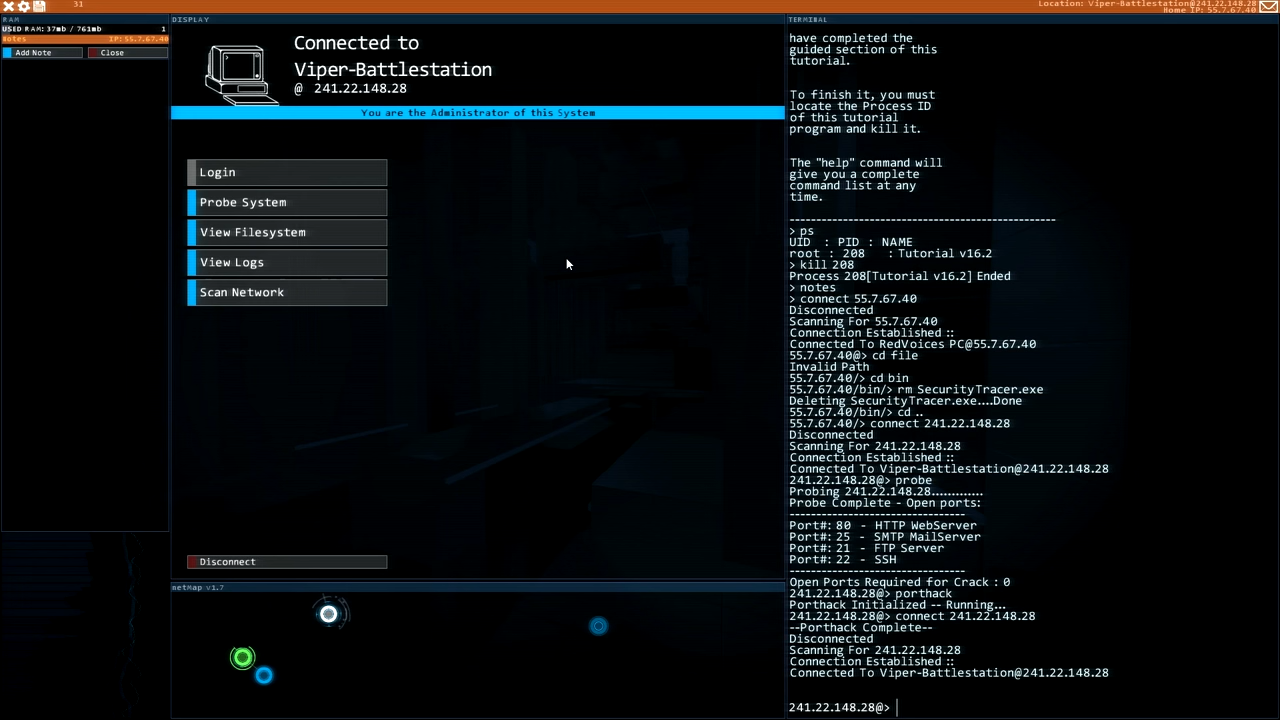 31
Location: Viper-Battlestation@241.22.148.28
Home IP: 55.7.67.40
RAM
USED RAM: 37mb / 761mb 1
notes IP: 55.7.67.40
Add Note Close
DISPLAY
Connected to
Viper-Battlestation
@ 241.22.148.28
You are the Administrator of this System
Login
Probe System
View Filesystem
View Logs
Scan Network
Disconnect
netMap v1.7
TERMINAL
have completed the
guided section of this
tutorial.
To finish it, you must
locate the Process ID
of this tutorial
program and kill it.
The "help" command will
give you a complete
command list at any
time.
--------------------------------------------------
> ps
UID : PID : NAME
root : 208 : Tutorial v16.2
> kill 208
Process 208[Tutorial v16.2] Ended
> notes
> connect 55.7.67.40
Disconnected
Scanning For 55.7.67.40
Connection Established ::
Connected To RedVoices PC@55.7.67.40
55.7.67.40@> cd file
Invalid Path
55.7.67.40/> cd bin
55.7.67.40/bin/> rm SecurityTracer.exe
Deleting SecurityTracer.exe....Done
55.7.67.40/bin/> cd ..
55.7.67.40/> connect 241.22.148.28
Disconnected
Scanning For 241.22.148.28
Connection Established ::
Connected To Viper-Battlestation@241.22.148.28
241.22.148.28@> probe
Probing 241.22.148.28.............
Probe Complete - Open ports:
---------------------------------
Port#: 80 - HTTP WebServer
Port#: 25 - SMTP MailServer
Port#: 21 - FTP Server
Port#: 22 - SSH
---------------------------------
Open Ports Required for Crack : 0
241.22.148.28@> porthack
Porthack Initialized -- Running...
241.22.148.28@> connect 241.22.148.28
--Porthack Complete--
Disconnected
Scanning For 241.22.148.28
Connection Established ::
Connected To Viper-Battlestation@241.22.148.28
241.22.148.28@>